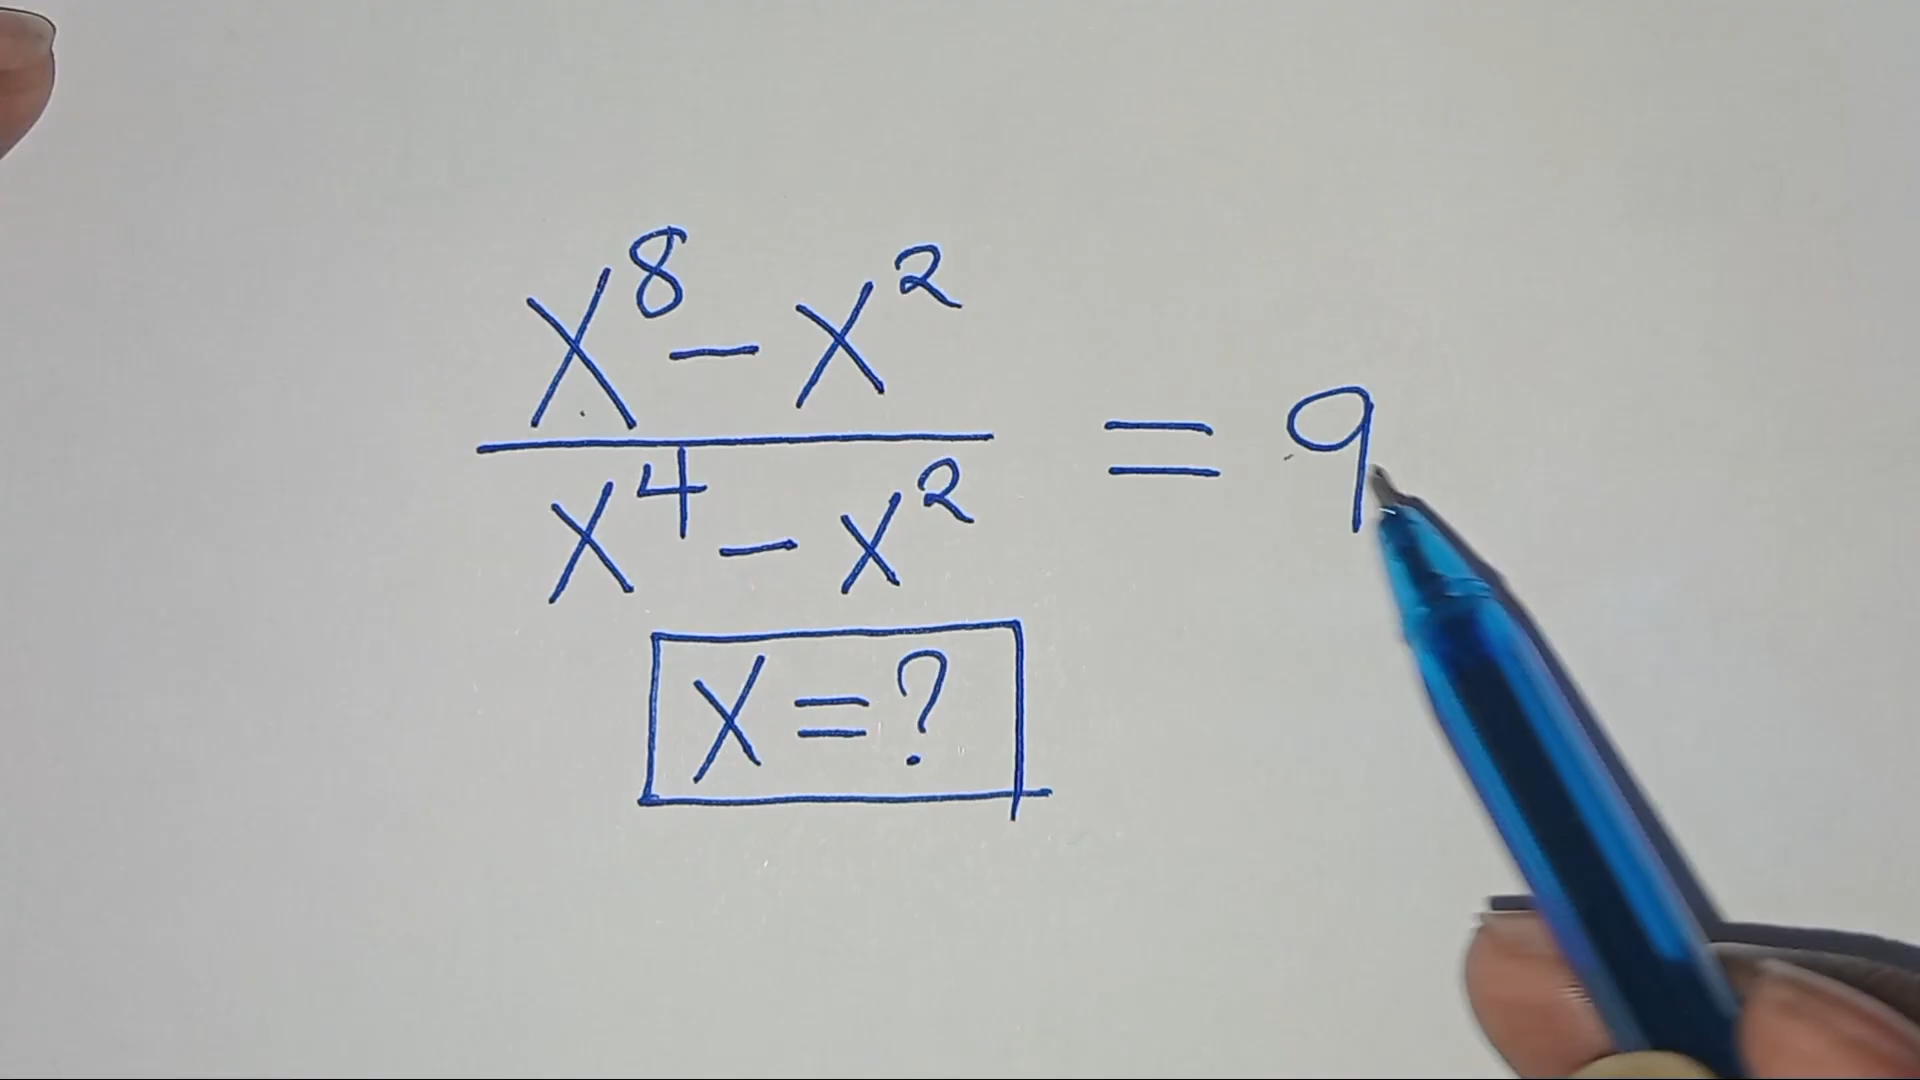 X⁸ - X² = 9
X⁴ - X²
X = ?